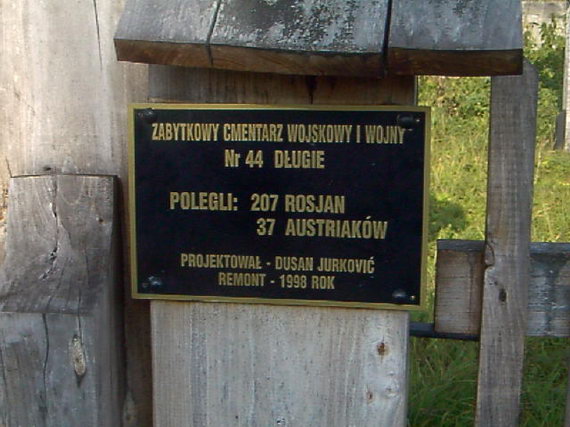 ZABYTKOWY CMENTARZ WOJSKOWY I WOJNY
Nr 44 DŁUGIE
POLEGLI: 207 ROSJAN
37 AUSTRIAKÓW
PROJEKTOWAŁ - DUSAN JURKOVIĆ
REMONT - 1998 ROK